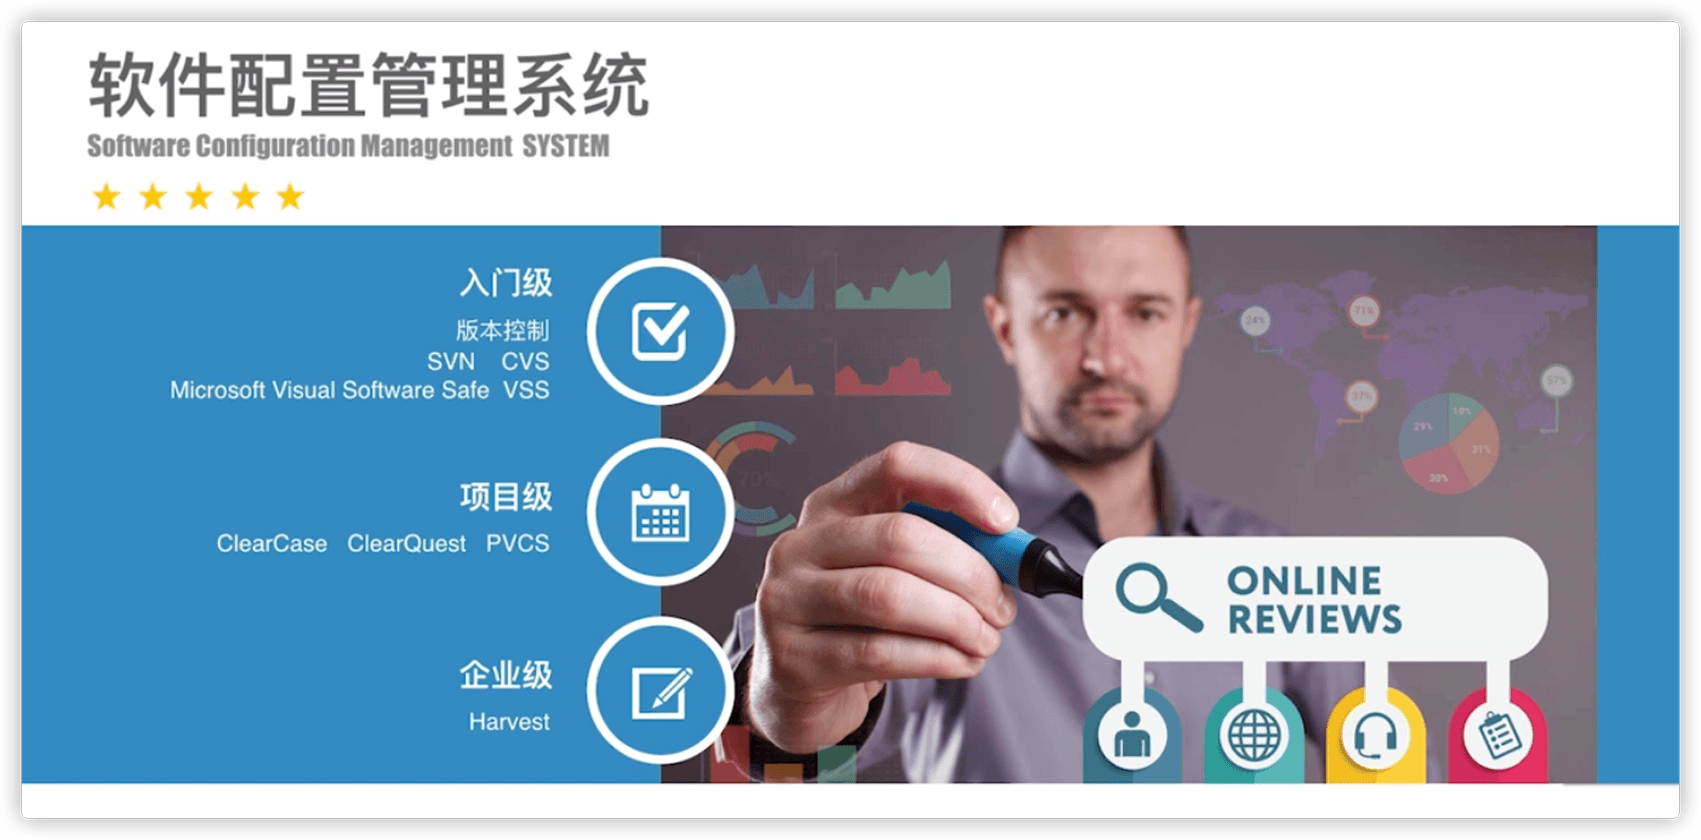 软件配置管理系统
Software Configuration Management SYSTEM
入门级
版本控制
SVN CVS
Microsoft Visual Software Safe VSS
项目级
ClearCase ClearQuest PVCS
企业级
Harvest
24%
71%
37%
57%
10%
29%
31%
30%
70%
ONLINE
REVIEWS